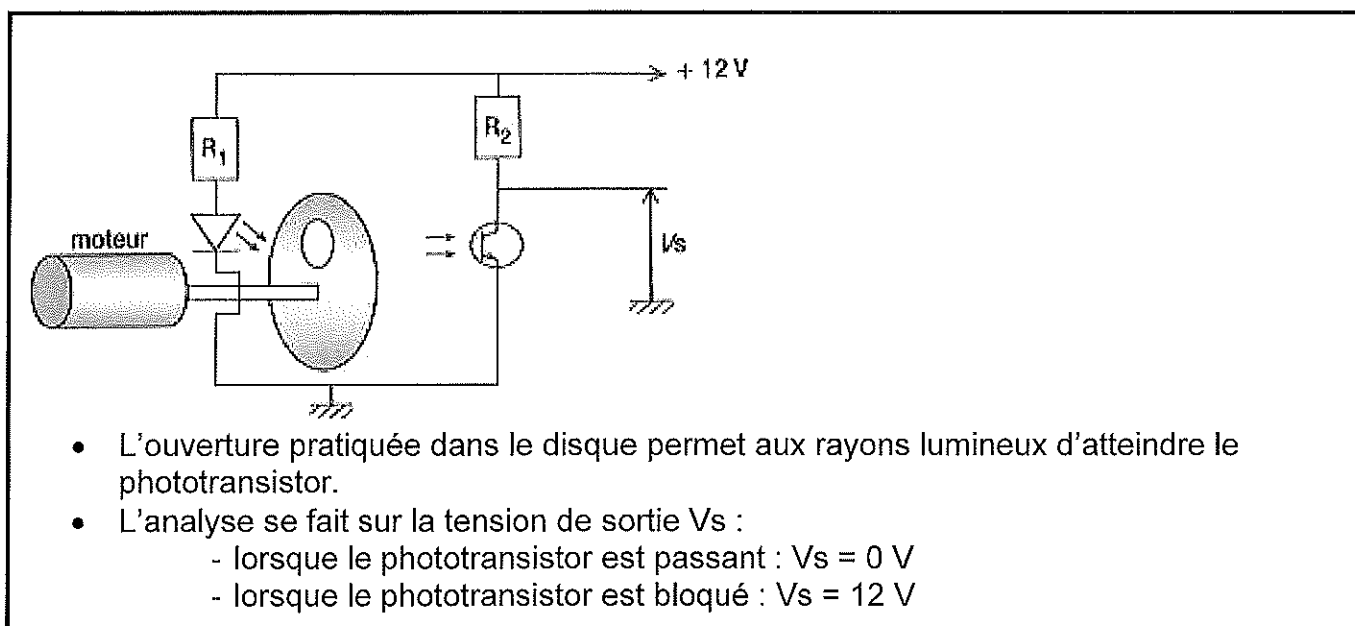 + 12 V
R₁
R₂
moteur
Vs
• L'ouverture pratiquée dans le disque permet aux rayons lumineux d'atteindre le
phototransistor.
• L'analyse se fait sur la tension de sortie Vs :
- lorsque le phototransistor est passant : Vs = 0 V
- lorsque le phototransistor est bloqué : Vs = 12 V